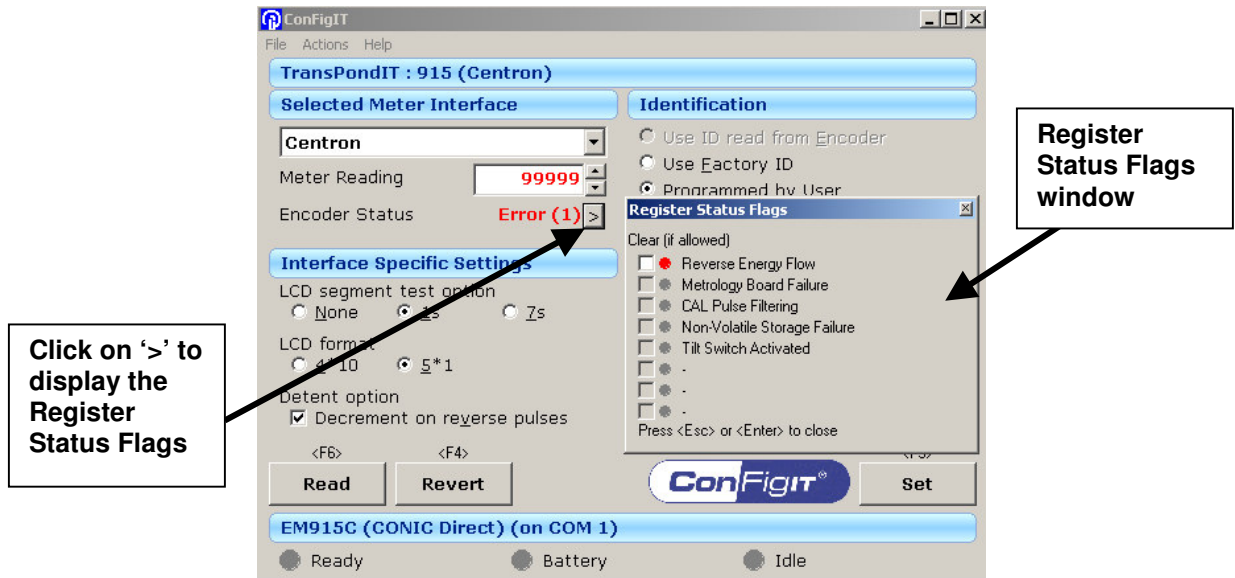 ConFigIT
File Actions Help
TransPondIT : 915 (Centron)
Selected Meter Interface
Identification
Centron
Use ID read from Encoder
Use Factory ID
Programmed by User
Meter Reading 99999
Encoder Status Error (1) >
Register Status Flags
Clear (if allowed)
Reverse Energy Flow
Metrology Board Failure
CAL Pulse Filtering
Non-Volatile Storage Failure
Tilt Switch Activated
-
-
-
Press <Esc> or <Enter> to close
Interface Specific Settings
LCD segment test option
None 1s 7s
LCD format
4*10 5*1
Detent option
Decrement on reverse pulses
<F6> <F4>
Read Revert
ConFigIT®
<F5>
Set
EM915C (CONIC Direct) (on COM 1)
Ready Battery Idle
Register
Status Flags
window
Click on ‘>’ to
display the
Register
Status Flags